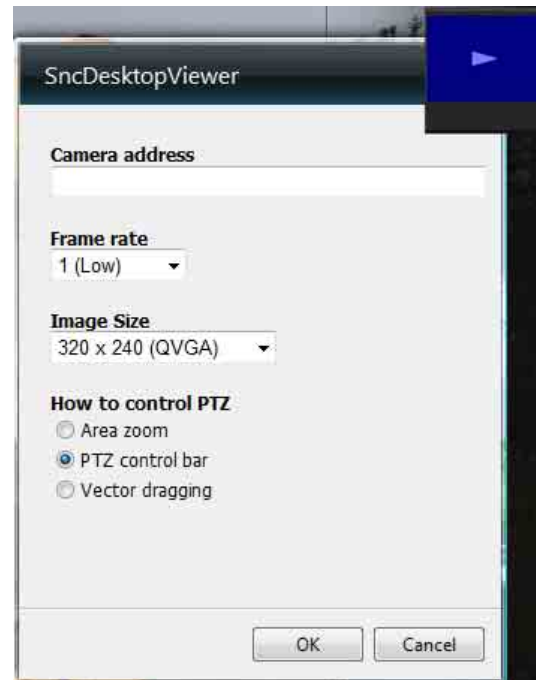 SncDesktopViewer
Camera address
Frame rate
1 (Low)
Image Size
320 x 240 (QVGA)
How to control PTZ
Area zoom
PTZ control bar
Vector dragging
OK Cancel